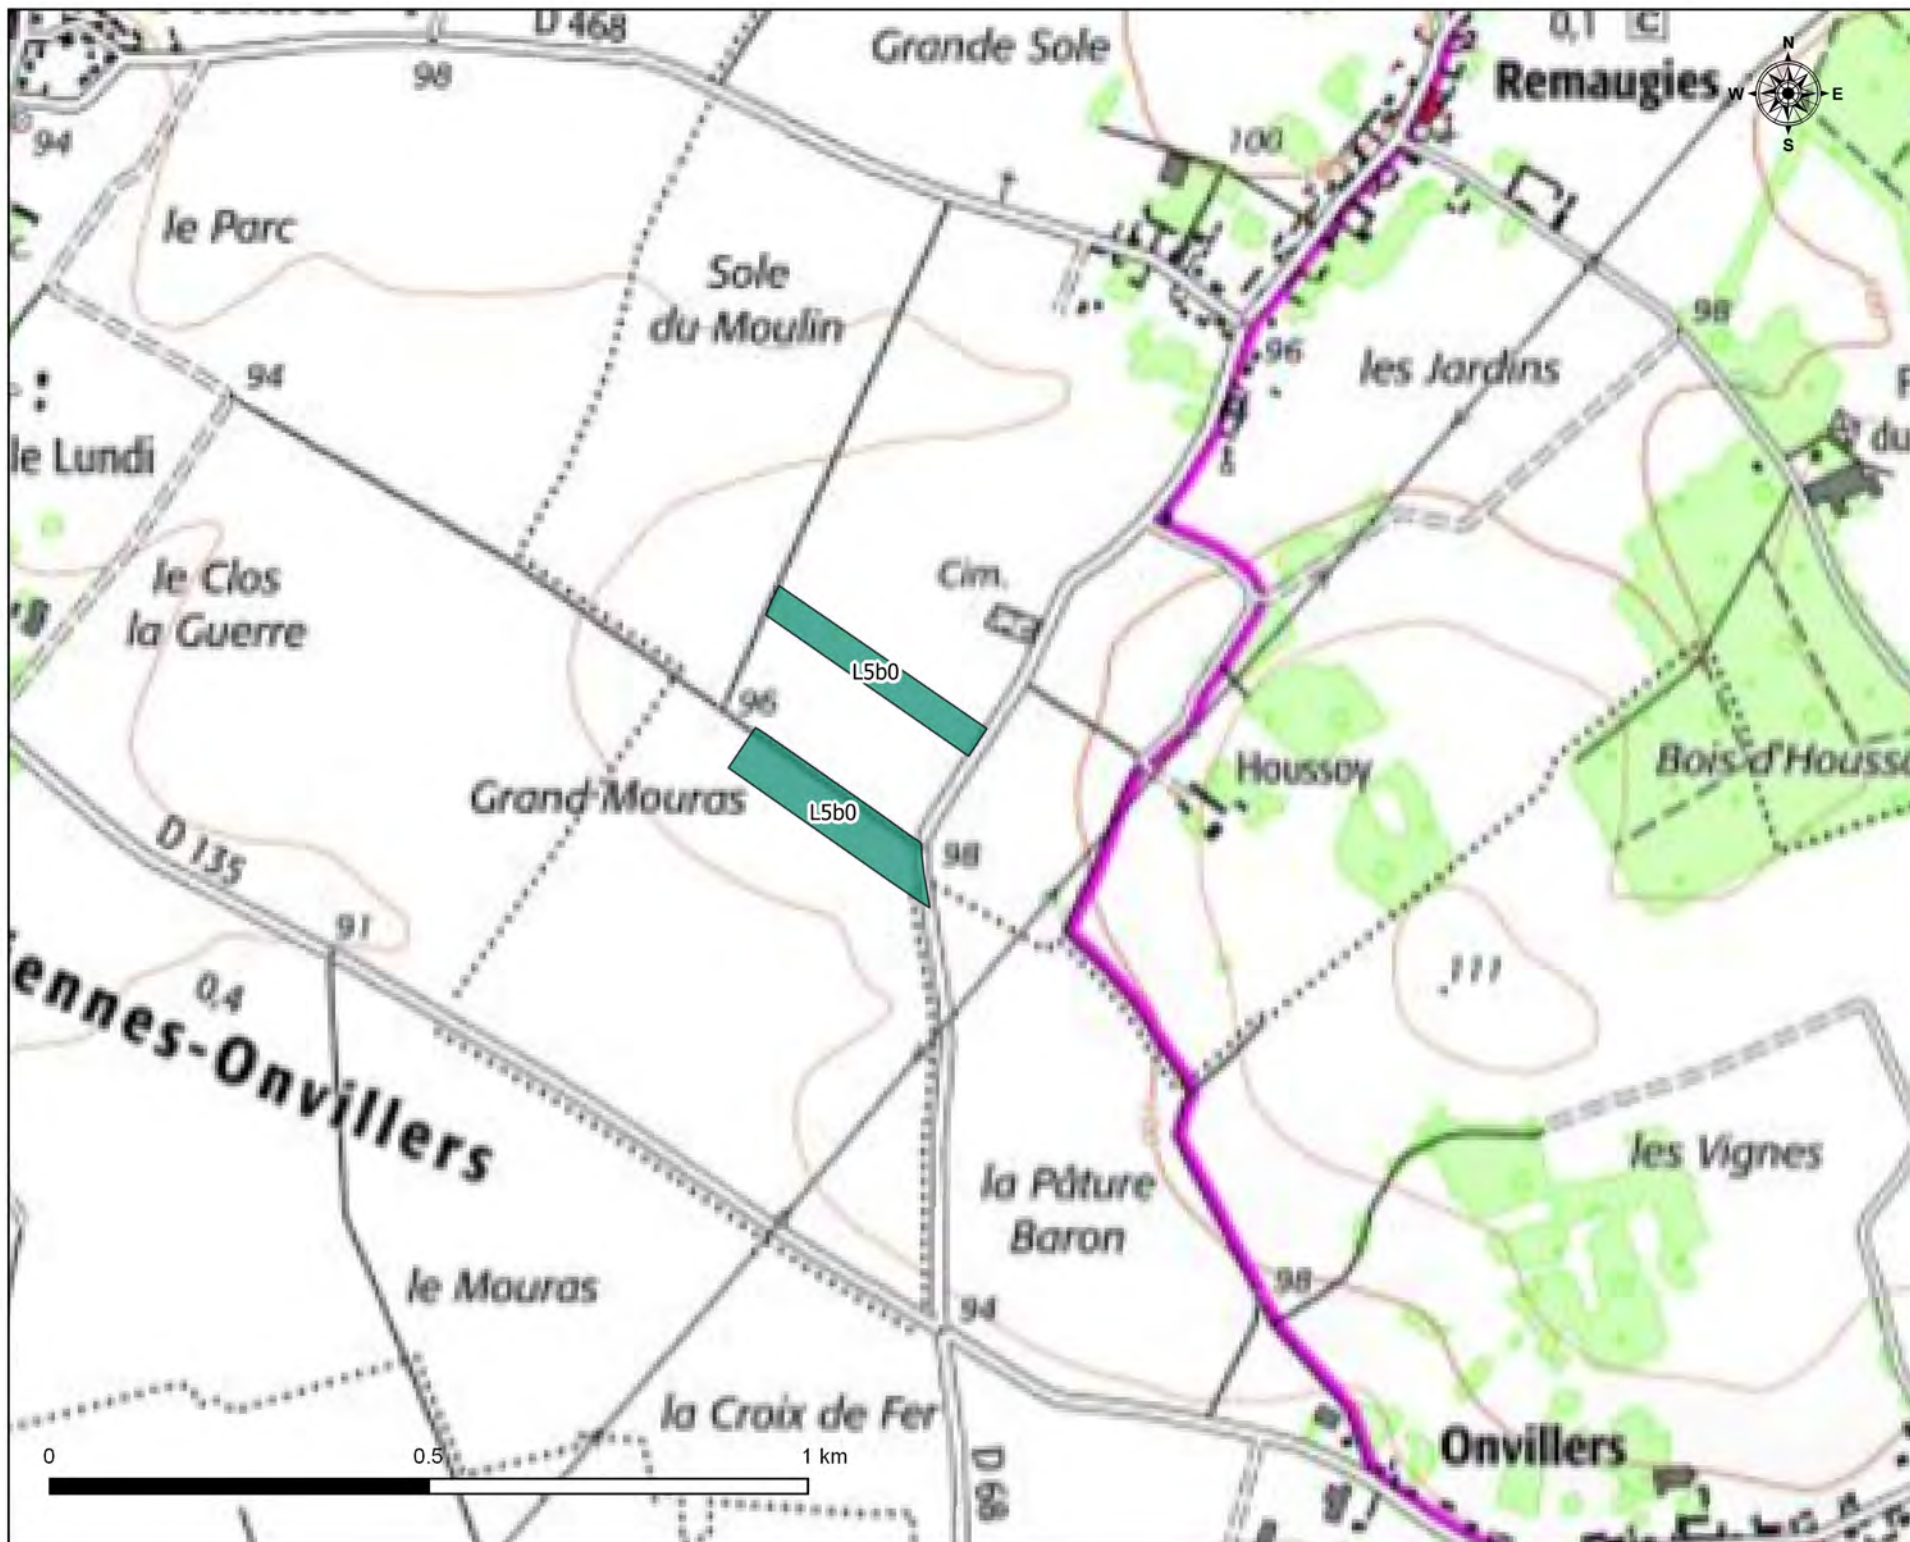 D 468
Grande Sole
0,1 C
Remaugies
N
W
E
S
98
94
100
le Parc
Sole
du Moulin
96
98
les Jardins
94
le Lundi
du
le Clos
la Guerre
Cim.
L5b0
96
Grand Mouras
L5b0
Houssoy
Bois d'Housso
D 135
98
91
0,4
111
ennes-Onvillers
les Vignes
la Pâture
Baron
le Mouras
98
94
la Croix de Fer
Onvillers
D 68
0
0.5
1 km